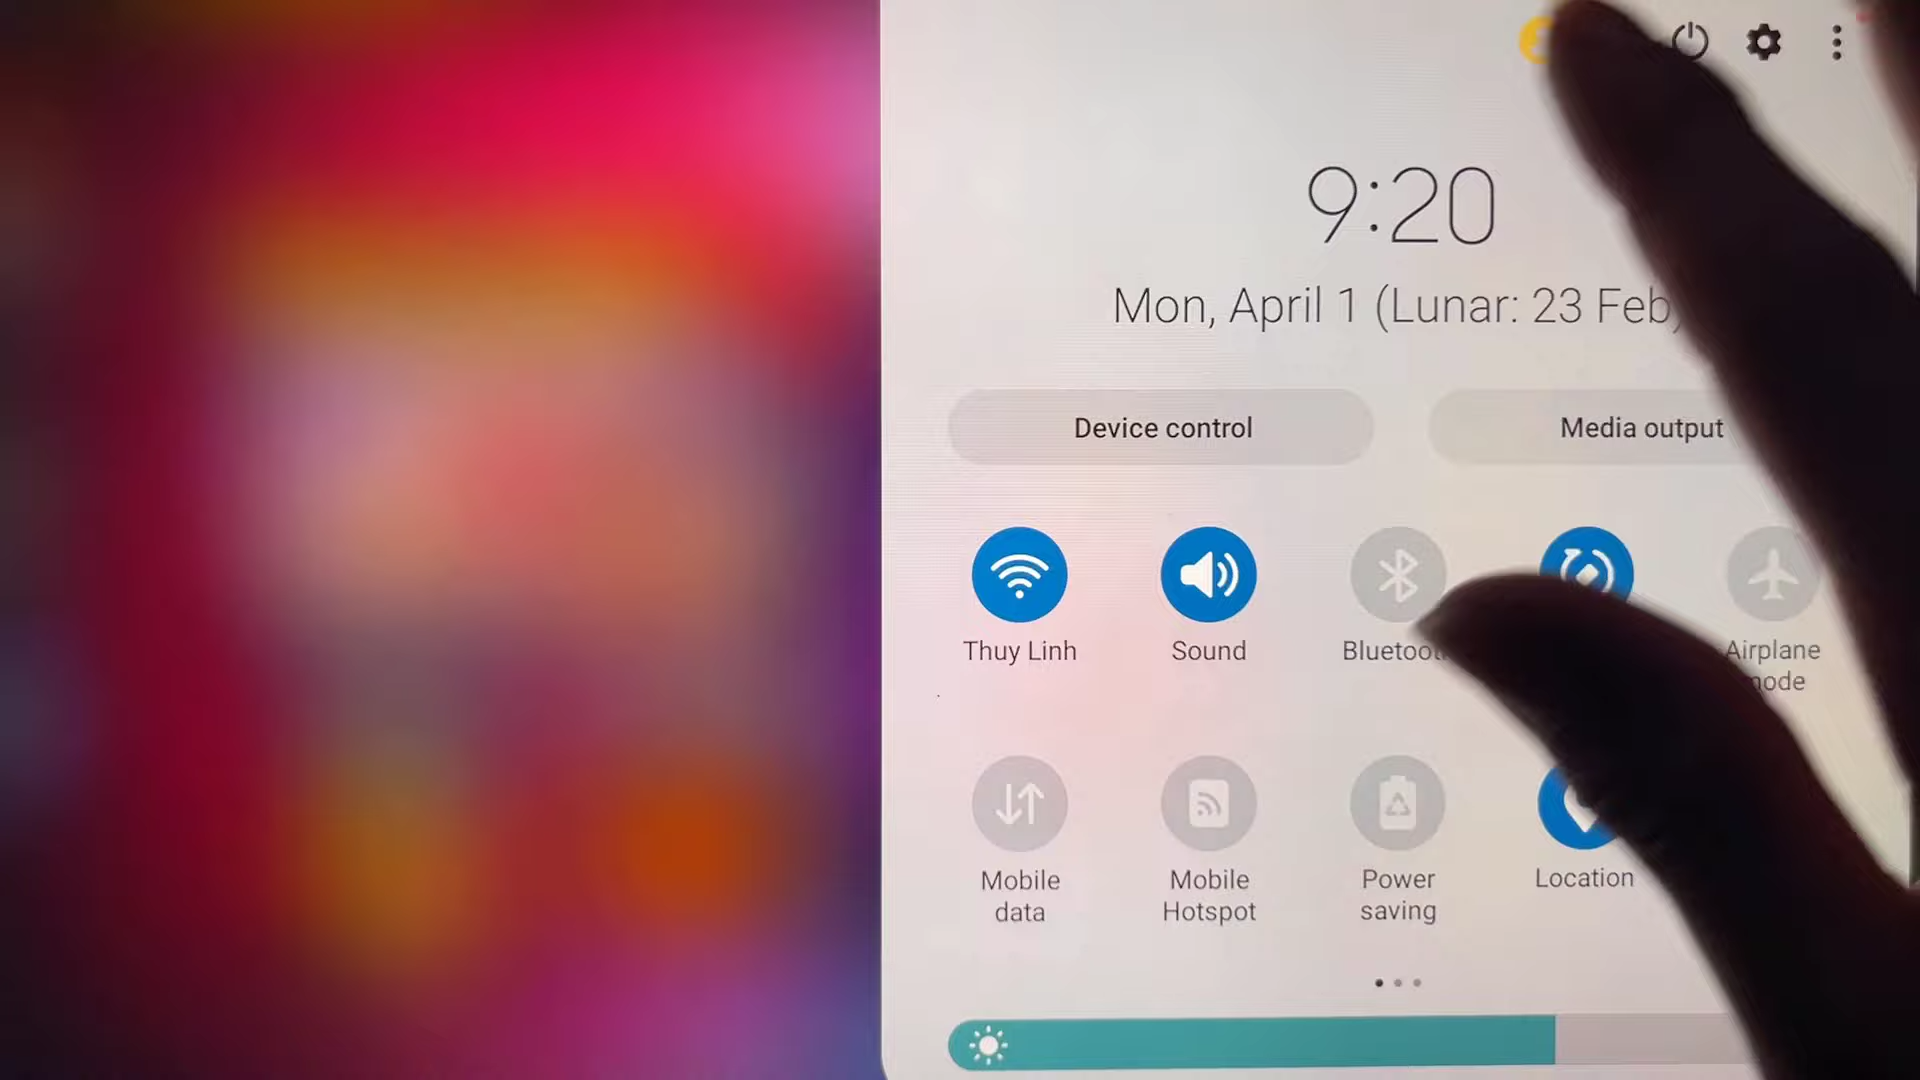 9:20
Mon, April 1 (Lunar: 23 Feb)
Device control
Media output
Thuy Linh
Sound
Airplane
Mobile
data
Mobile
Hotspot
Power
saving
Location